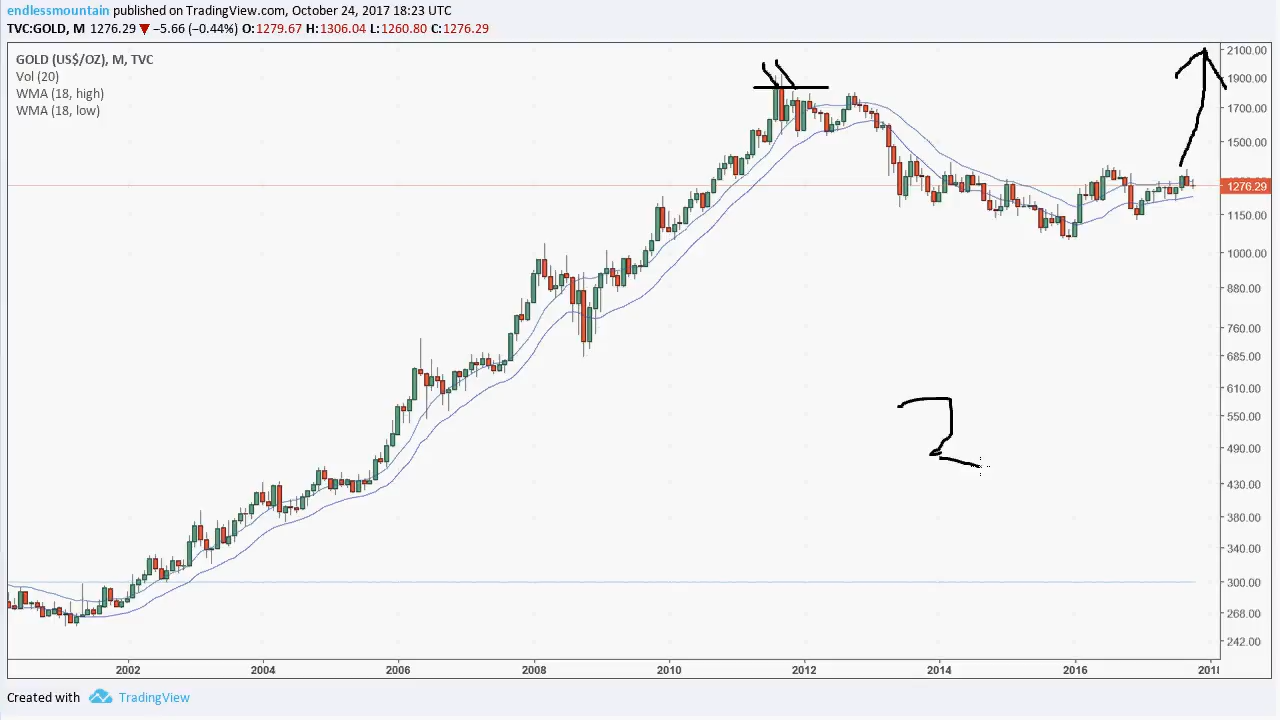 endlessmountain published on TradingView.com, October 24, 2017 18:23 UTC
TVC:GOLD, M 1276.29 ▼ −5.66 (−0.44%) O:1279.67 H:1306.04 L:1260.80 C:1276.29
GOLD (US$/OZ), M, TVC
Vol (20)
WMA (18, high)
WMA (18, low)
2100.00
1900.00
1700.00
1500.00
1276.29
1150.00
1000.00
880.00
760.00
685.00
610.00
550.00
490.00
430.00
380.00
340.00
300.00
268.00
242.00
2
2002 2004 2006 2008 2010 2012 2014 2016
Created with TradingView